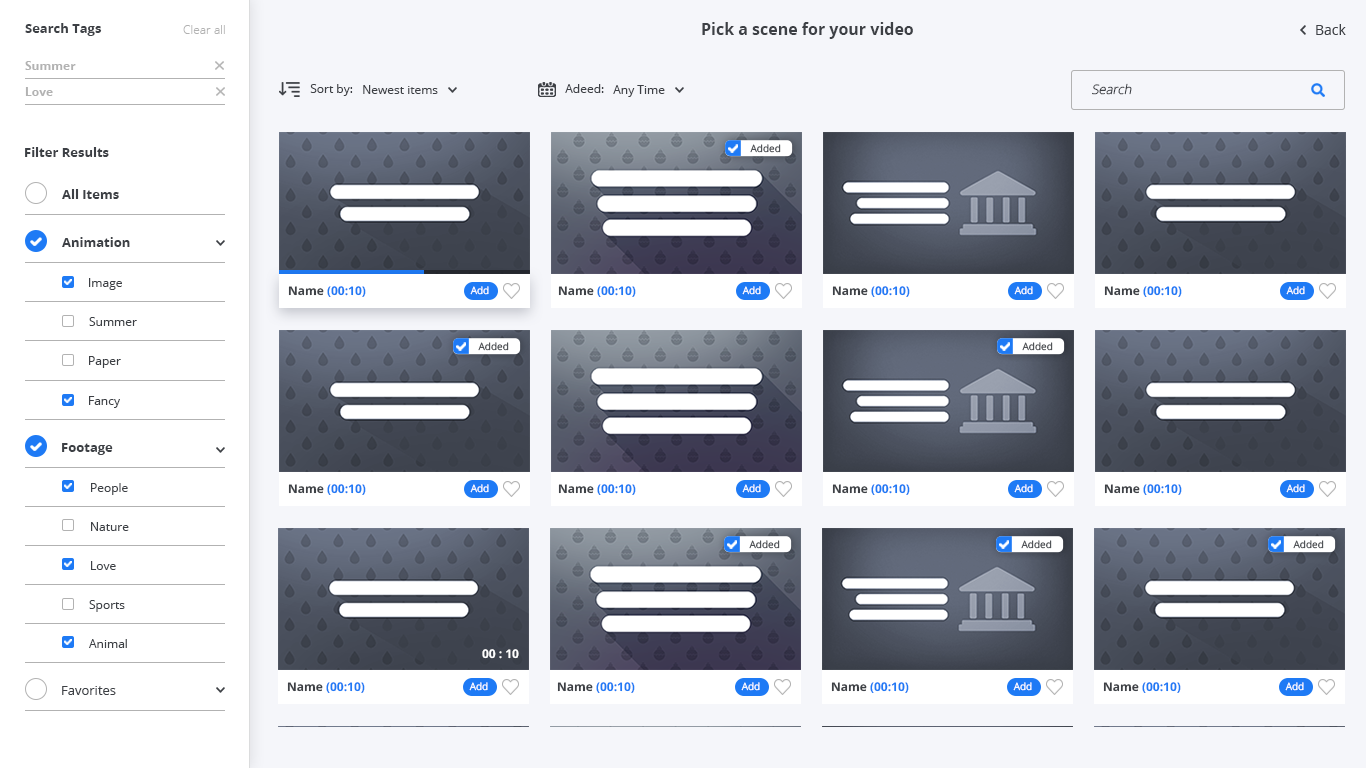 Search Tags
Clear all
Summer
Love
Filter Results
All Items
Animation
Image
Summer
Paper
Fancy
Footage
People
Nature
Love
Sports
Animal
Favorites
Pick a scene for your video
Back
Sort by: Newest items
Adeed: Any Time
Search
Added
Name (00:10) Add
Name (00:10) Add
Name (00:10) Add
Name (00:10) Add
Added
Added
Name (00:10) Add
Name (00:10) Add
Name (00:10) Add
Name (00:10) Add
Added
Added
Added
00 : 10
Name (00:10) Add
Name (00:10) Add
Name (00:10) Add
Name (00:10) Add